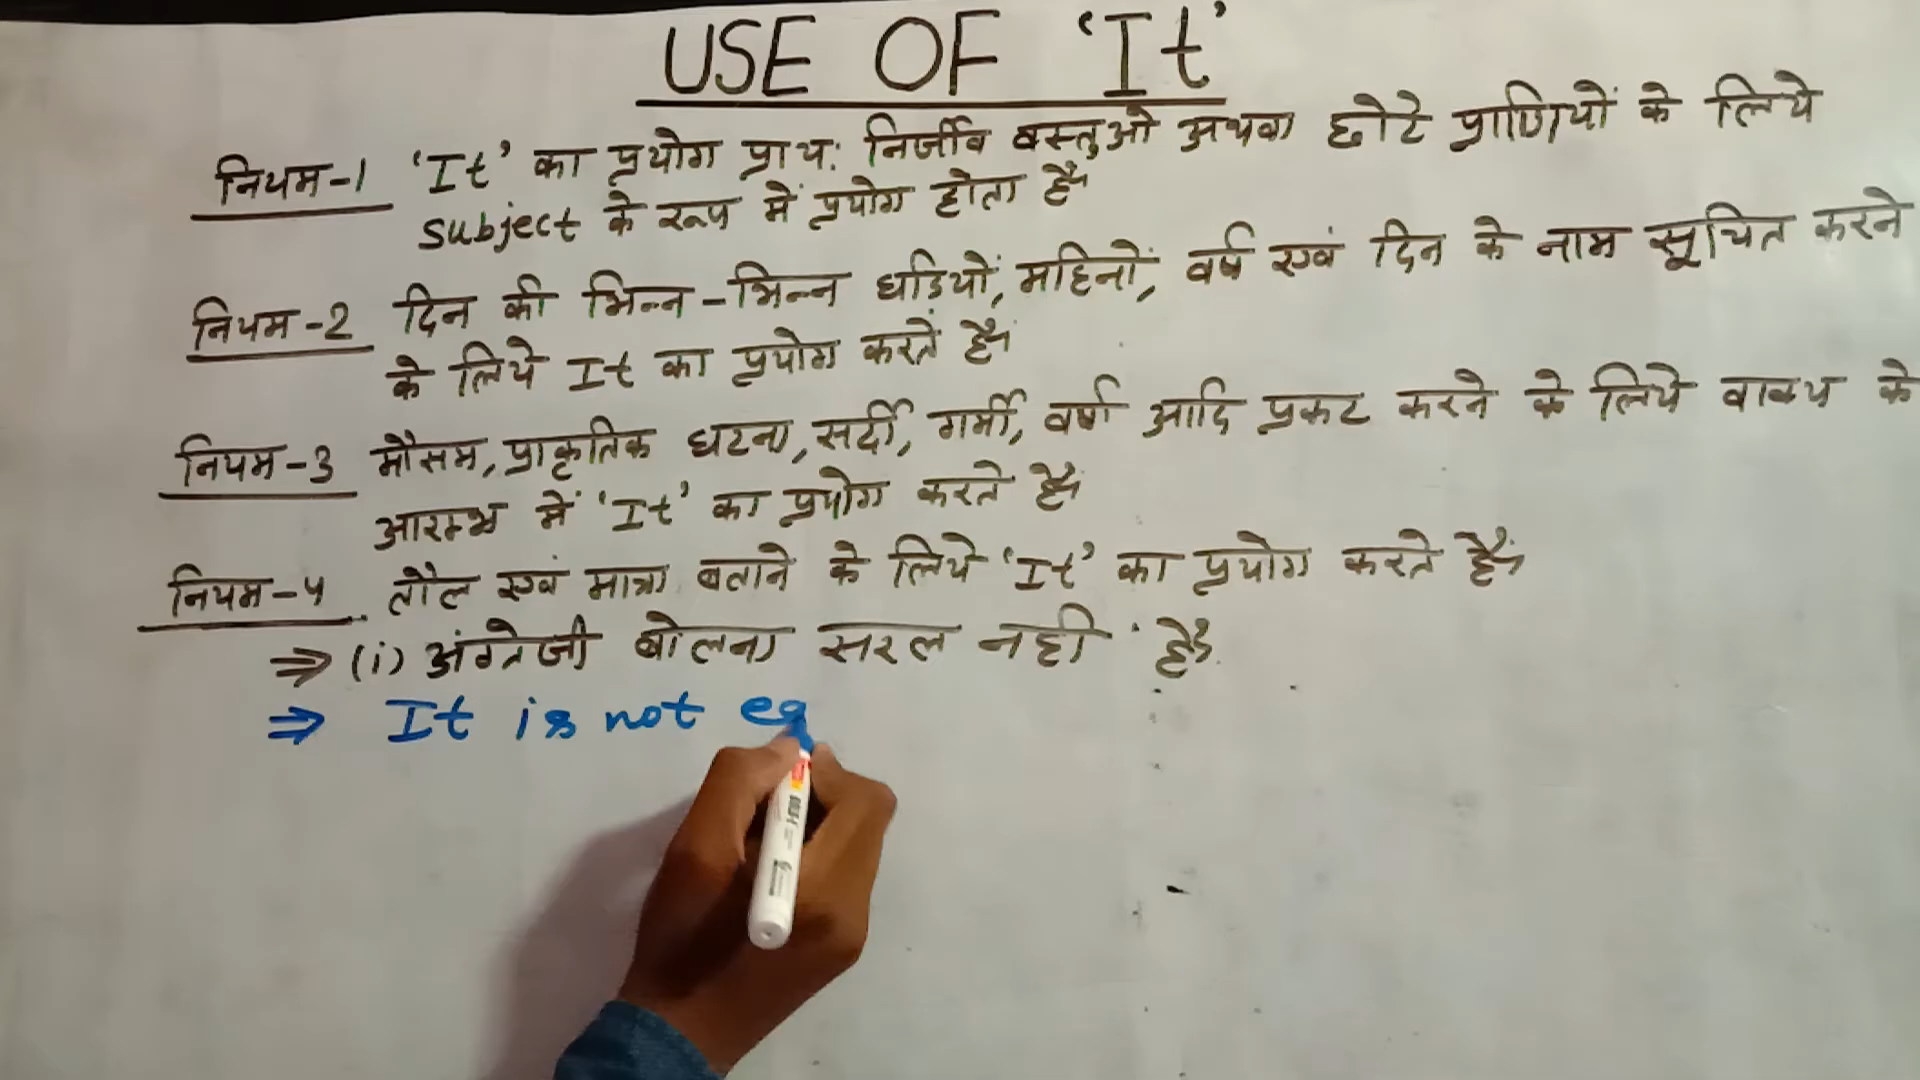 USE OF 'It'
नियम-1 'It' का प्रयोग प्राय: निर्जीव वस्तुओ अथवा छोटे प्राणियों के लिये
subject के रूप में प्रयोग होता है।
नियम-2 दिन की भिन्न-भिन्न घडियों, महिनों, वर्ष एवं दिन के नाम सूचित करने
के लिये It का प्रयोग करतें है।
नियम-3 मौसम, प्राकृतिक घटना, सर्दी, गर्मी, वर्षा आदि प्रकट करने के लिये वाक्य के
आरम्भ में 'It' का प्रयोग करते है।
नियम-4 तौल एवं मात्रा बताने के लिये 'It' का प्रयोग करते हैं।
⇒ (i) अंग्रेजी बोलना सरल नही है।
⇒ It is not ea